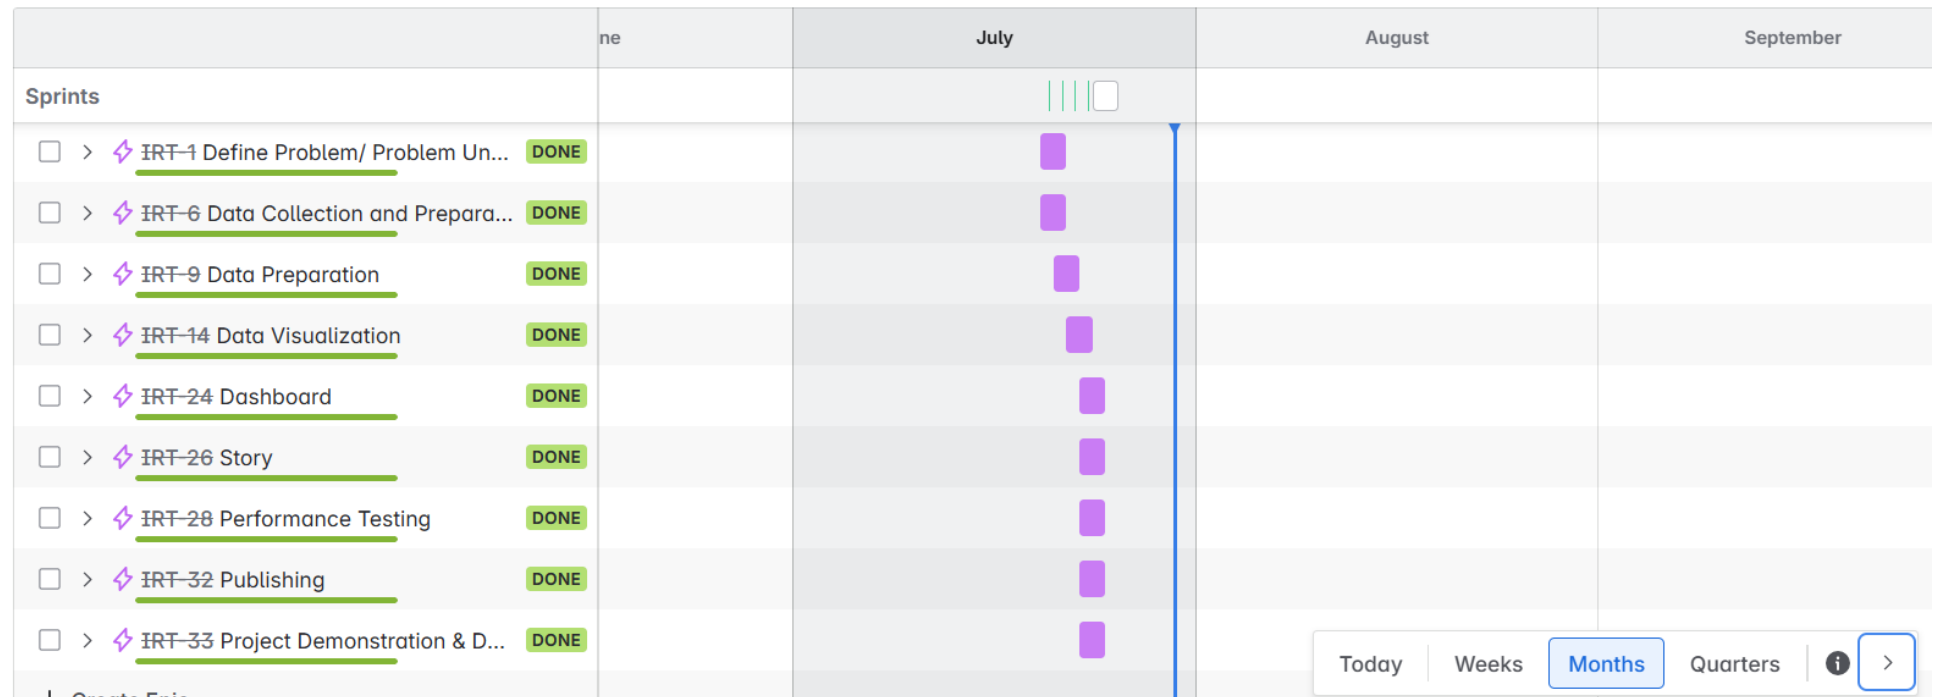 ne July August September
Sprints
IRT-1 Define Problem/ Problem Un... DONE
IRT-6 Data Collection and Prepara... DONE
IRT-9 Data Preparation DONE
IRT-14 Data Visualization DONE
IRT-24 Dashboard DONE
IRT-26 Story DONE
IRT-28 Performance Testing DONE
IRT-32 Publishing DONE
IRT-33 Project Demonstration & D... DONE
Today Weeks Months Quarters
Create Epic